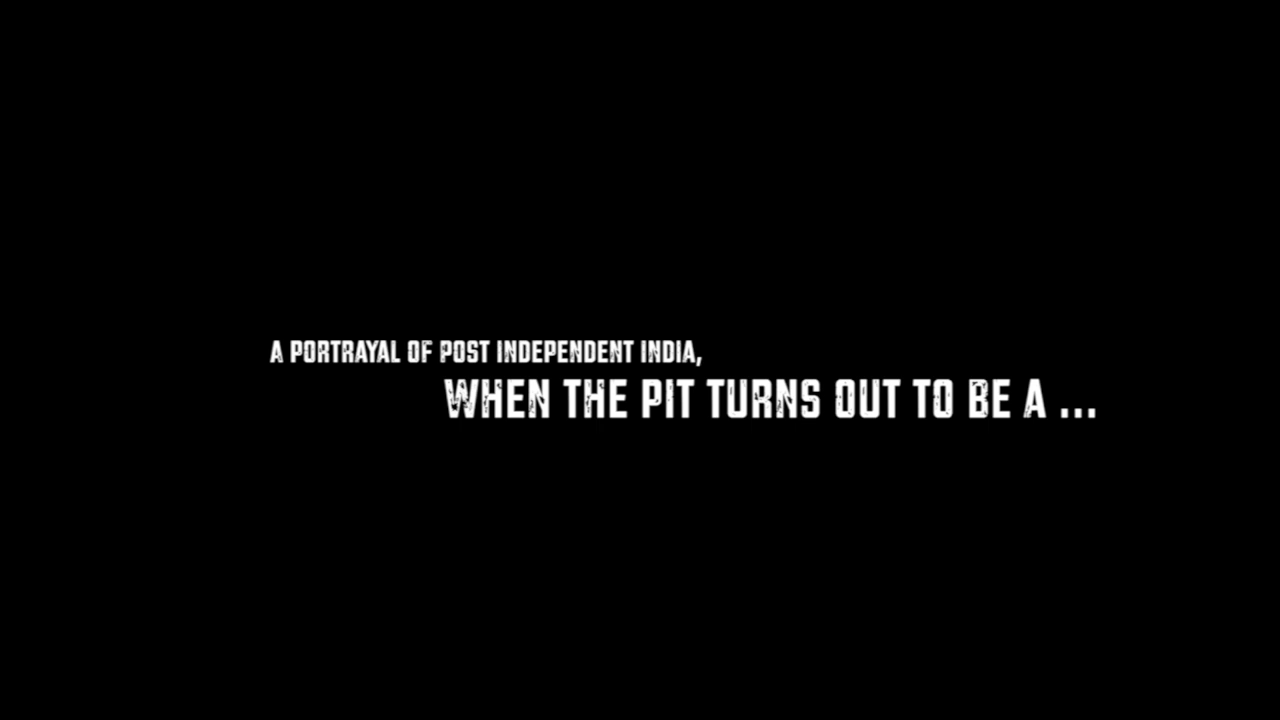 A PORTRAYAL OF POST INDEPENDENT INDIA,
WHEN THE PIT TURNS OUT TO BE A ...